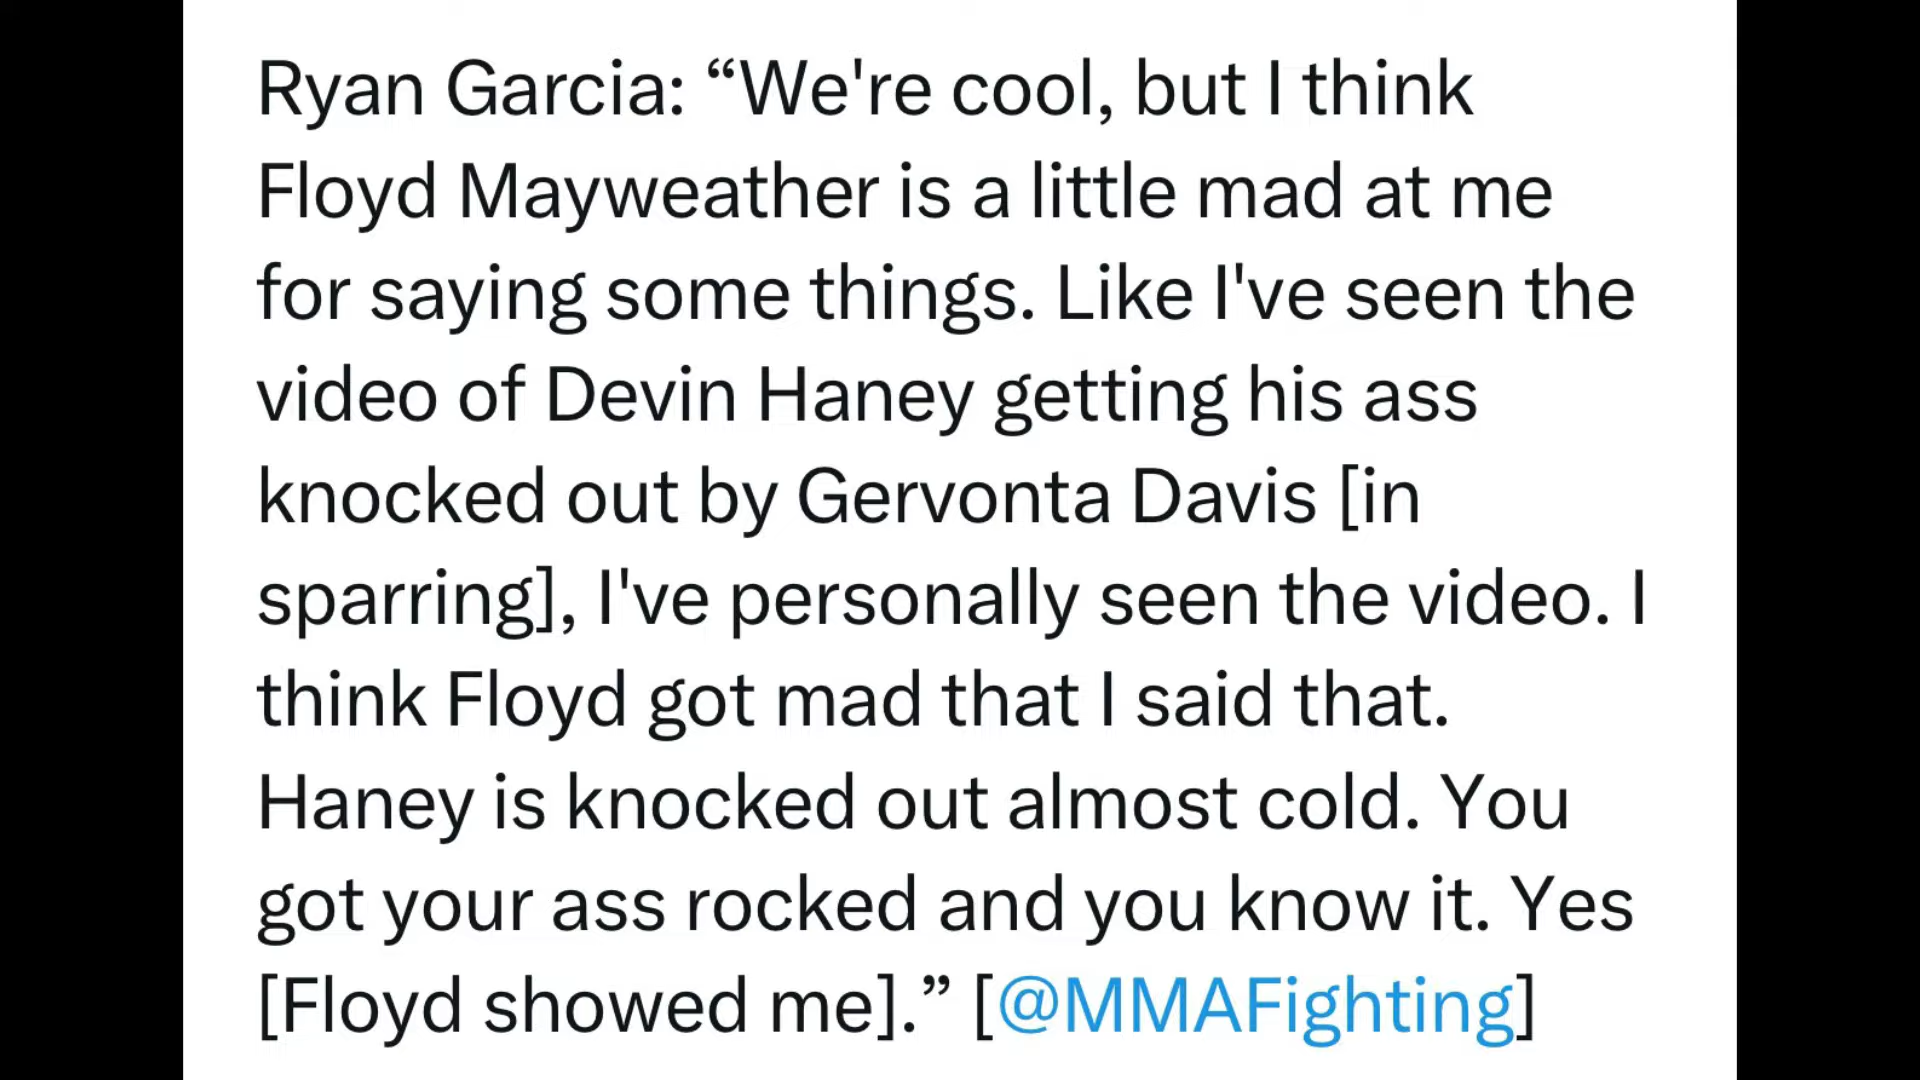 Ryan Garcia: “We're cool, but I think
Floyd Mayweather is a little mad at me
for saying some things. Like I've seen the
video of Devin Haney getting his ass
knocked out by Gervonta Davis [in
sparring], I've personally seen the video. I
think Floyd got mad that I said that.
Haney is knocked out almost cold. You
got your ass rocked and you know it. Yes
[Floyd showed me].” [@MMAFighting]